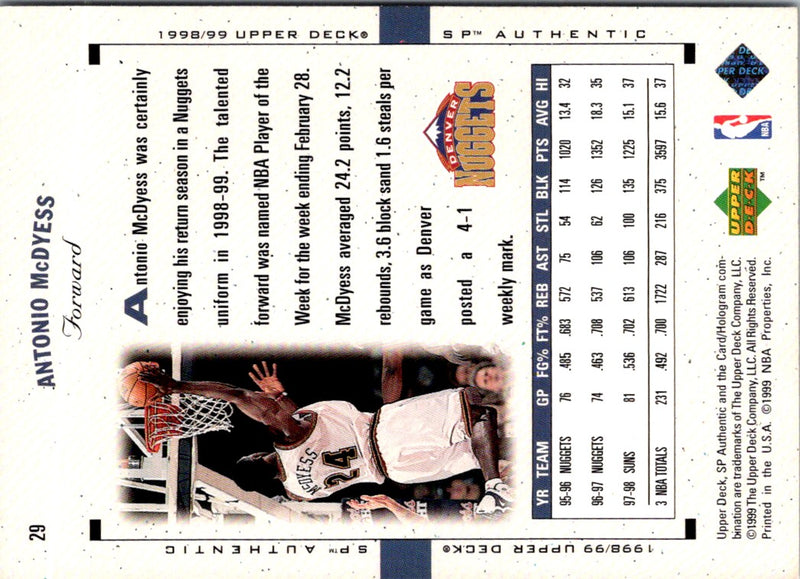 29
ANTONIO McDYESS
Forward
1998/99 UPPER DECK®
SP™ AUTHENTIC
SP™ AUTHENTIC
1998/99 UPPER DECK®
McDYESS
24
Antonio McDyess was certainly
enjoying his return season in a Nuggets
uniform in 1998-99. The talented
forward was named NBA Player of the
Week for the week ending February 28.
McDyess averaged 24.2 points, 12.2
rebounds, 3.6 block sand 1.6 steals per
game as Denver
posted a 4-1
weekly mark.
DENVER
NUGGETS
YR TEAM GP FG% FT% REB AST STL BLK PTS AVG HI
95-96 NUGGETS 76 .485 .683 572 75 54 114 1020 13.4 32
96-97 NUGGETS 74 .463 .708 537 106 62 126 1352 18.3 35
97-98 SUNS 81 .536 .702 613 106 100 135 1225 15.1 37
3 NBA TOTALS 231 .492 .700 1722 287 216 375 3597 15.6 37
Upper Deck, SP Authentic and the Card/Hologram com-
bination are trademarks of The Upper Deck Company, LLC.
©1999 The Upper Deck Company, LLC. All Rights Reserved.
Printed in the U.S.A. ©1999 NBA Properties, Inc.
UPPER
DECK™
NBA
UPPER DECK